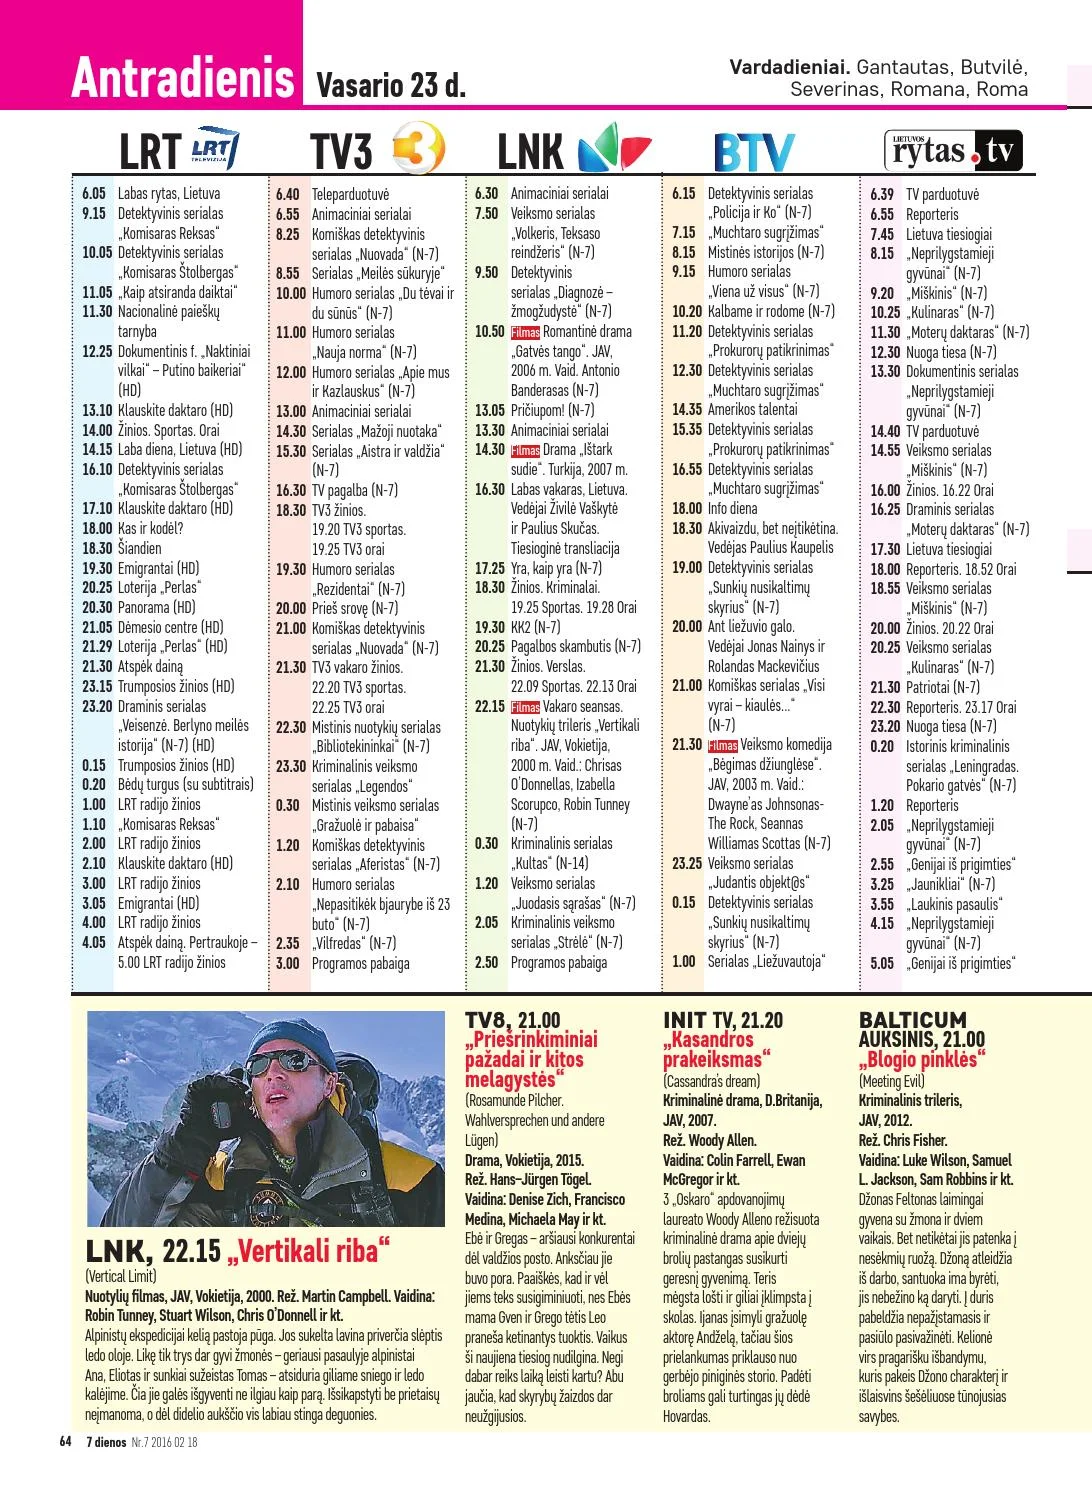 Antradienis Vasario 23 d.
Vardadieniai. Gantautas, Butvilė,
Severinas, Romana, Roma
LRT LRT TELEVIZIJA
6.05 Labas rytas, Lietuva
9.15 Detektyvinis serialas
„Komisaras Reksas“
10.05 Detektyvinis serialas
„Komisaras Štolbergas“
11.05 „Kaip atsiranda daiktai“
11.30 Nacionalinė paieškų
tarnyba
12.25 Dokumentinis f. „Naktiniai
vilkai“ – Putino baikeriai“
(HD)
13.10 Klauskite daktaro (HD)
14.00 Žinios. Sportas. Orai
14.15 Laba diena, Lietuva (HD)
16.10 Detektyvinis serialas
„Komisaras Štolbergas“
17.10 Klauskite daktaro (HD)
18.00 Kas ir kodėl?
18.30 Šiandien
19.30 Emigrantai (HD)
20.25 Loterija „Perlas“
20.30 Panorama (HD)
21.05 Dėmesio centre (HD)
21.29 Loterija „Perlas“ (HD)
21.30 Atspėk dainą
23.15 Trumposios žinios (HD)
23.20 Draminis serialas
„Veisenzė. Berlyno meilės
istorija“ (N-7) (HD)
0.15 Trumposios žinios (HD)
0.20 Bėdų turgus (su subtitrais)
1.00 LRT radijo žinios
1.10 „Komisaras Reksas“
2.00 LRT radijo žinios
2.10 Klauskite daktaro (HD)
3.00 LRT radijo žinios
3.05 Emigrantai (HD)
4.00 LRT radijo žinios
4.05 Atspėk dainą. Pertraukoje –
5.00 LRT radijo žinios
TV3 3
6.40 Teleparduotuvė
6.55 Animaciniai serialai
8.25 Komiškas detektyvinis
serialas „Nuovada“ (N-7)
8.55 Serialas „Meilės sūkuryje“
10.00 Humoro serialas „Du tėvai ir
du sūnūs“ (N-7)
11.00 Humoro serialas
„Nauja norma“ (N-7)
12.00 Humoro serialas „Apie mus
ir Kazlauskus“ (N-7)
13.00 Animaciniai serialai
14.30 Serialas „Mažoji nuotaka“
15.30 Serialas „Aistra ir valdžia“
(N-7)
16.30 TV pagalba (N-7)
18.30 TV3 žinios.
19.20 TV3 sportas.
19.25 TV3 orai
19.30 Humoro serialas
„Rezidentai“ (N-7)
20.00 Prieš srovę (N-7)
21.00 Komiškas detektyvinis
serialas „Nuovada“ (N-7)
21.30 TV3 vakaro žinios.
22.20 TV3 sportas.
22.25 TV3 orai
22.30 Mistinis nuotykių serialas
„Bibliotekininkai“ (N-7)
23.30 Kriminalinis veiksmo
serialas „Legendos“
0.30 Mistinis veiksmo serialas
„Gražuolė ir pabaisa“
1.20 Komiškas detektyvinis
serialas „Aferistas“ (N-7)
2.10 Humoro serialas
„Nepasitikėk bjaurybe iš 23
buto“ (N-7)
2.35 „Vilfredas“ (N-7)
3.00 Programos pabaiga
LNK
6.30 Animaciniai serialai
7.50 Veiksmo serialas
„Volkeris, Teksaso
reindžeris“ (N-7)
9.50 Detektyvinis
serialas „Diagnozė –
žmogžudystė“ (N-7)
10.50 Filmas Romantinė drama
„Gatvės tango“. JAV,
2006 m. Vaid. Antonio
Banderasas (N-7)
13.05 Pričiupom! (N-7)
13.30 Animaciniai serialai
14.30 Filmas Drama „Ištark
sudie“. Turkija, 2007 m.
16.30 Labas vakaras, Lietuva.
Vedėjai Živilė Vaškytė
ir Paulius Skučas.
Tiesioginė transliacija
17.25 Yra, kaip yra (N-7)
18.30 Žinios. Kriminalai.
19.25 Sportas. 19.28 Orai
19.30 KK2 (N-7)
20.25 Pagalbos skambutis (N-7)
21.30 Žinios. Verslas.
22.09 Sportas. 22.13 Orai
22.15 Filmas Vakaro seansas.
Nuotykių trileris „Vertikali
riba“. JAV, Vokietija,
2000 m. Vaid.: Chrisas
O’Donnellas, Izabella
Scorupco, Robin Tunney
(N-7)
0.30 Kriminalinis serialas
„Kultas“ (N-14)
1.20 Veiksmo serialas
„Juodasis sąrašas“ (N-7)
2.05 Kriminalinis veiksmo
serialas „Strėlė“ (N-7)
2.50 Programos pabaiga
BTV
6.15 Detektyvinis serialas
„Policija ir Ko“ (N-7)
7.15 „Muchtaro sugrįžimas“
8.15 Mistinės istorijos (N-7)
9.15 Humoro serialas
„Viena už visus“ (N-7)
10.20 Kalbame ir rodome (N-7)
11.20 Detektyvinis serialas
„Prokurorų patikrinimas“
12.30 Detektyvinis serialas
„Muchtaro sugrįžimas“
14.35 Amerikos talentai
15.35 Detektyvinis serialas
„Prokurorų patikrinimas“
16.55 Detektyvinis serialas
„Muchtaro sugrįžimas“
18.00 Info diena
18.30 Akivaizdu, bet neįtikėtina.
Vedėjas Paulius Kaupelis
19.00 Detektyvinis serialas
„Sunkių nusikaltimų
skyrius“ (N-7)
20.00 Ant liežuvio galo.
Vedėjai Jonas Nainys ir
Rolandas Mackevičius
21.00 Komiškas serialas „Visi
vyrai – kiaulės...“
(N-7)
21.30 Filmas Veiksmo komedija
„Bėgimas džiunglėse“.
JAV, 2003 m. Vaid.:
Dwayne’as Johnsonas-
The Rock, Seannas
Williamas Scottas (N-7)
23.25 Veiksmo serialas
„Judantis objekt@s“
0.15 Detektyvinis serialas
„Sunkių nusikaltimų
skyrius“ (N-7)
1.00 Serialas „Liežuvautoja“
LIETUVOS rytas.tv
6.39 TV parduotuvė
6.55 Reporteris
7.45 Lietuva tiesiogiai
8.15 „Neprilygstamieji
gyvūnai“ (N-7)
9.20 „Miškinis“ (N-7)
10.25 „Kulinaras“ (N-7)
11.30 „Moterų daktaras“ (N-7)
12.30 Nuoga tiesa (N-7)
13.30 Dokumentinis serialas
„Neprilygstamieji
gyvūnai“ (N-7)
14.40 TV parduotuvė
14.55 Veiksmo serialas
„Miškinis“ (N-7)
16.00 Žinios. 16.22 Orai
16.25 Draminis serialas
„Moterų daktaras“ (N-7)
17.30 Lietuva tiesiogiai
18.00 Reporteris. 18.52 Orai
18.55 Veiksmo serialas
„Miškinis“ (N-7)
20.00 Žinios. 20.22 Orai
20.25 Veiksmo serialas
„Kulinaras“ (N-7)
21.30 Patriotai (N-7)
22.30 Reporteris. 23.17 Orai
23.20 Nuoga tiesa (N-7)
0.20 Istorinis kriminalinis
serialas „Leningradas.
Pokario gatvės“ (N-7)
1.20 Reporteris
2.05 „Neprilygstamieji
gyvūnai“ (N-7)
2.55 „Genijai iš prigimties“
3.25 „Jaunikliai“ (N-7)
3.55 „Laukinis pasaulis“
4.15 „Neprilygstamieji
gyvūnai“ (N-7)
5.05 „Genijai iš prigimties“
LNK, 22.15 „Vertikali riba“
(Vertical Limit)
Nuotylių filmas, JAV, Vokietija, 2000. Rež. Martin Campbell. Vaidina:
Robin Tunney, Stuart Wilson, Chris O’Donnell ir kt.
Alpinistų ekspedicijai kelią pastoja pūga. Jos sukelta lavina priverčia slėptis
ledo oloje. Likę tik trys dar gyvi žmonės – geriausi pasaulyje alpinistai
Ana, Eliotas ir sunkiai sužeistas Tomas – atsiduria giliame sniego ir ledo
kalėjime. Čia jie galės išgyventi ne ilgiau kaip parą. Išsikapstyti be prietaisų
neįmanoma, o dėl didelio aukščio vis labiau stinga deguonies.
TV8, 21.00
„Priešrinkiminiai
pažadai ir kitos
melagystės“
(Rosamunde Pilcher.
Wahlversprechen und andere
Lügen)
Drama, Vokietija, 2015.
Rež. Hans–Jürgen Tögel.
Vaidina: Denise Zich, Francisco
Medina, Michaela May ir kt.
Ebė ir Gregas – aršiausi konkurentai
dėl valdžios posto. Anksčiau jie
buvo pora. Paaiškės, kad ir vėl
jiems teks susigiminiuoti, nes Ebės
mama Gven ir Grego tėtis Leo
praneša ketinantys tuoktis. Vaikus
ši naujiena tiesiog nudilgina. Negi
dabar reiks laiką leisti kartu? Abu
jaučia, kad skyrybų žaizdos dar
neužgijusios.
INIT TV, 21.20
„Kasandros
prakeiksmas“
(Cassandra’s dream)
Kriminalinė drama, D.Britanija,
JAV, 2007.
Rež. Woody Allen.
Vaidina: Colin Farrell, Ewan
McGregor ir kt.
3 „Oskaro“ apdovanojimų
laureato Woody Alleno režisuota
kriminalinė drama apie dviejų
brolių pastangas susikurti
geresnį gyvenimą. Teris
mėgsta lošti ir giliai įklimpsta į
skolas. Ijanas įsimyli gražuolę
aktorę Andželą, tačiau šios
prielankumas priklauso nuo
gerbėjo piniginės storio. Padėti
broliams gali turtingas jų dėdė
Hovardas.
BALTICUM
AUKSINIS, 21.00
„Blogio pinklės“
(Meeting Evil)
Kriminalinis trileris,
JAV, 2012.
Rež. Chris Fisher.
Vaidina: Luke Wilson, Samuel
L. Jackson, Sam Robbins ir kt.
Džonas Feltonas laimingai
gyvena su žmona ir dviem
vaikais. Bet netikėtai jis patenka į
nesėkmių ruožą. Džoną atleidžia
iš darbo, santuoka ima byrėti,
jis nebežino ką daryti. Į duris
pabeldžia nepažįstamasis ir
pasiūlo pasivažinėti. Kelionė
virs pragarišku išbandymu,
kuris pakeis Džono charakterį ir
išlaisvins šešėliuose tūnojusias
savybes.
64 7 dienos Nr.7 2016 02 18